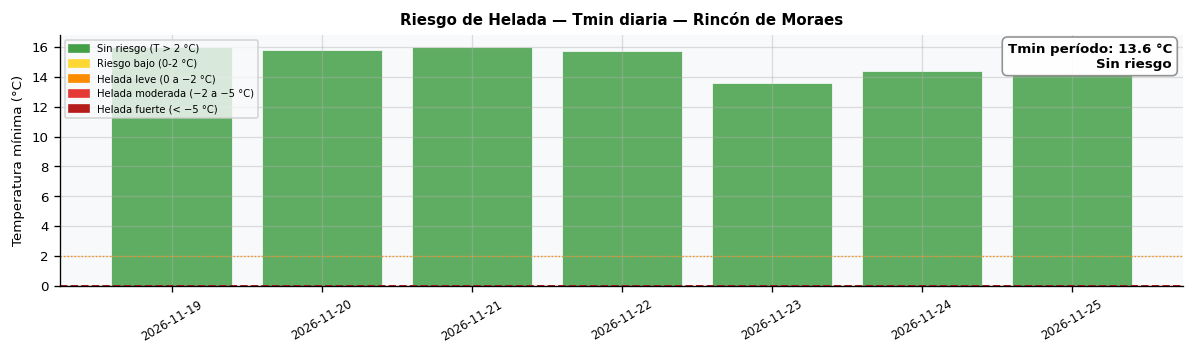 Riesgo de Helada — Tmin diaria — Rincón de Moraes
Temperatura mínima (°C)
16
14
12
10
8
6
4
2
0
Sin riesgo (T > 2 °C)
Riesgo bajo (0-2 °C)
Helada leve (0 a −2 °C)
Helada moderada (−2 a −5 °C)
Helada fuerte (< −5 °C)
Tmin período: 13.6 °C
Sin riesgo
2026-11-19
2026-11-20
2026-11-21
2026-11-22
2026-11-23
2026-11-24
2026-11-25